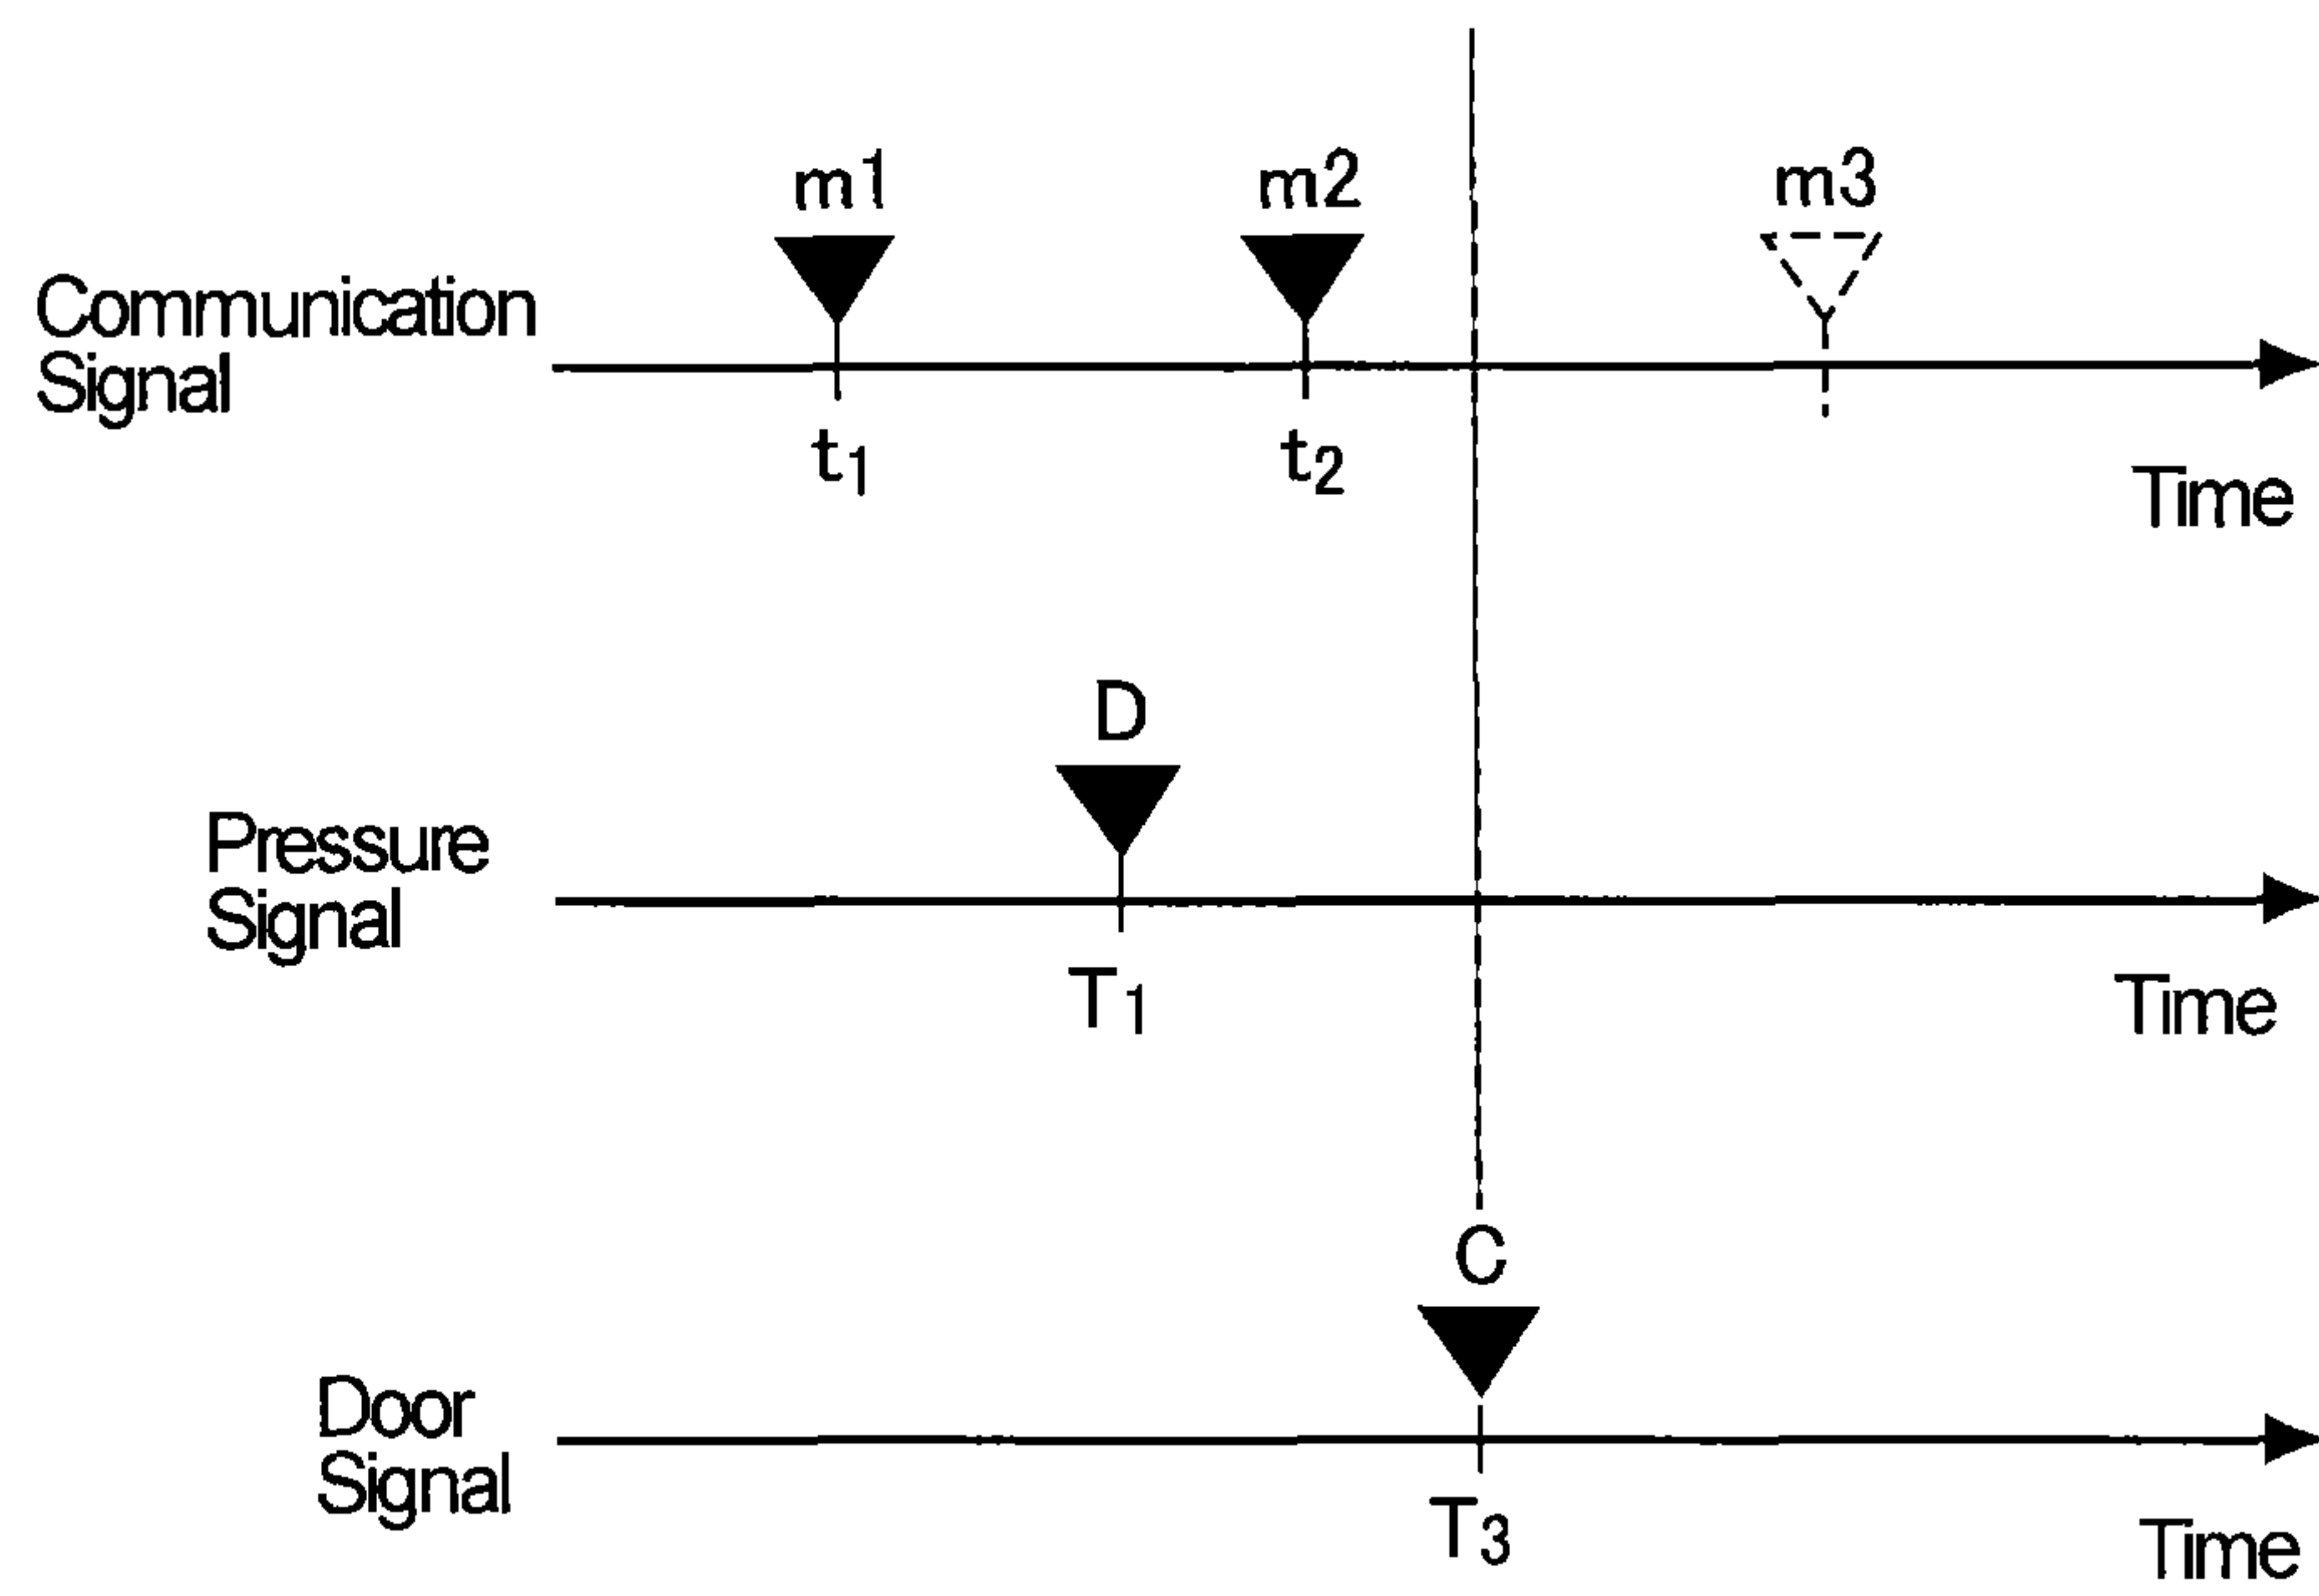 m1 m2 m3
Communication
Signal
t1 t2
Time
D
Pressure
Signal
T1
Time
C
Door
Signal
T3
Time